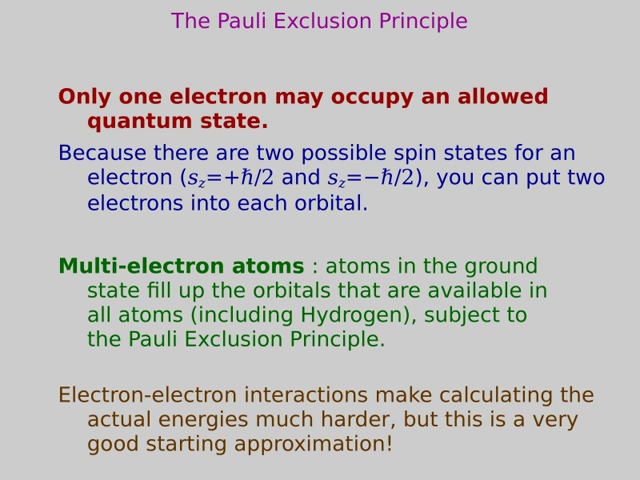 The Pauli Exclusion Principle
Only one electron may occupy an allowed
quantum state.
Because there are two possible spin states for an
electron (s_z=+ℏ/2 and s_z=−ℏ/2), you can put two
electrons into each orbital.
Multi-electron atoms : atoms in the ground
state fill up the orbitals that are available in
all atoms (including Hydrogen), subject to
the Pauli Exclusion Principle.
Electron-electron interactions make calculating the
actual energies much harder, but this is a very
good starting approximation!